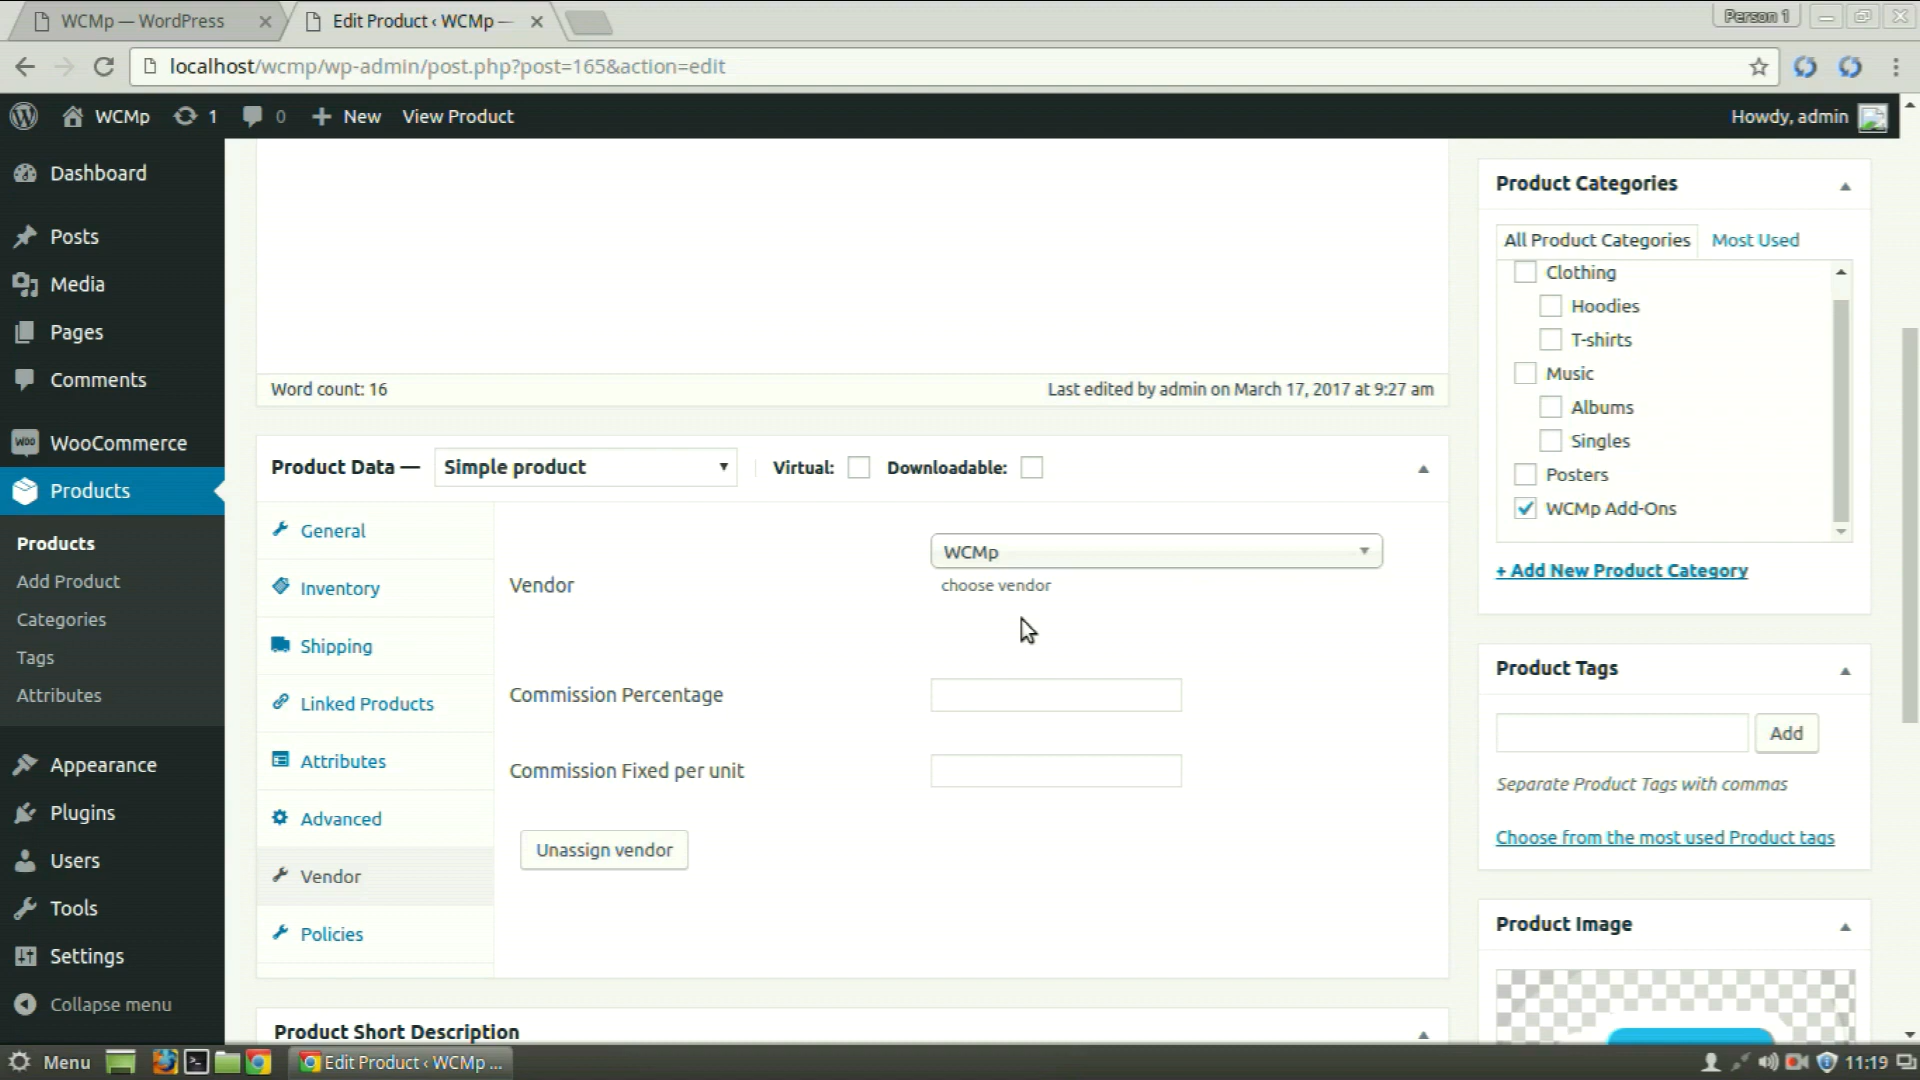 WCMp — WordPress
Edit Product ‹ WCMp —
Person 1
localhost/wcmp/wp-admin/post.php?post=165&action=edit
WCMp
1
0
New
View Product
Howdy, admin
Dashboard
Posts
Media
Pages
Comments
WooCommerce
Products
Products
Add Product
Categories
Tags
Attributes
Appearance
Plugins
Users
Tools
Settings
Collapse menu
Word count: 16
Last edited by admin on March 17, 2017 at 9:27 am
Product Data —
Simple product
Virtual:
Downloadable:
General
Inventory
Shipping
Linked Products
Attributes
Advanced
Vendor
Policies
Vendor
WCMp
choose vendor
Commission Percentage
Commission Fixed per unit
Unassign vendor
Product Short Description
Product Categories
All Product Categories
Most Used
Clothing
Hoodies
T-shirts
Music
Albums
Singles
Posters
WCMp Add-Ons
+ Add New Product Category
Product Tags
Add
Separate Product Tags with commas
Choose from the most used Product tags
Product Image
Menu
Edit Product ‹ WCMp ...
11:19